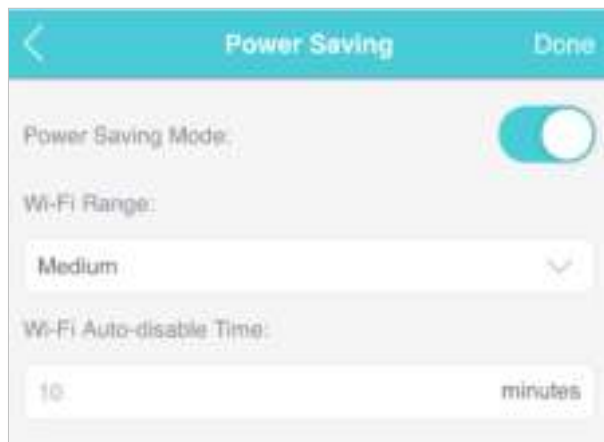 Power Saving Done
Power Saving Mode:
Wi-Fi Range:
Medium
Wi-Fi Auto-disable Time:
10 minutes